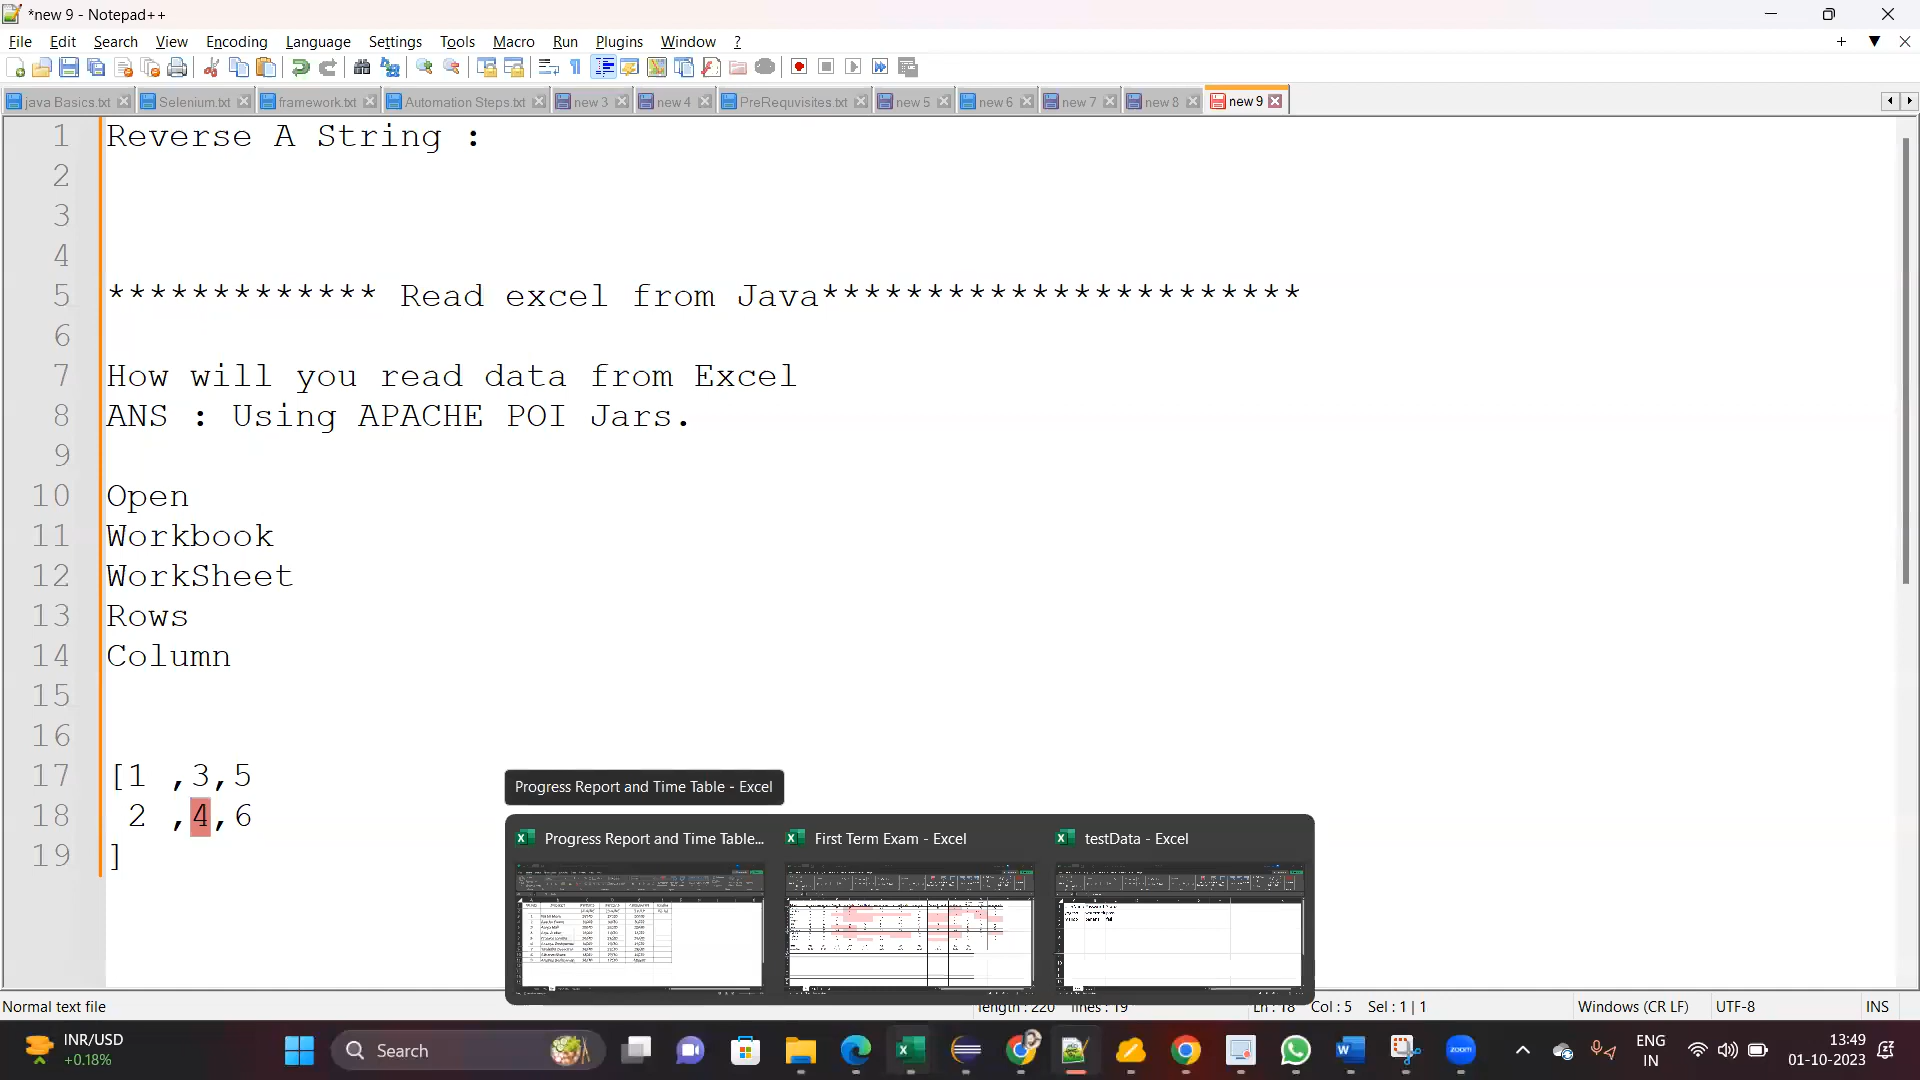 *new 9 - Notepad++
File Edit Search View Encoding Language Settings Tools Macro Run Plugins Window ?
java Basics.txt Selenium.txt framework.txt Automation Steps.txt new 3 new 4 PreRequvisites.txt new 5 new 6 new 7 new 8 new 9
1 Reverse A String :
2
3
4
5 ************* Read excel from Java***********************
6
7 How will you read data from Excel
8 ANS : Using APACHE POI Jars.
9
10 Open
11 Workbook
12 WorkSheet
13 Rows
14 Column
15
16
17 [1 ,3,5
18 2 ,4,6
19 ]
Progress Report and Time Table - Excel
Progress Report and Time Table... First Term Exam - Excel testData - Excel
Normal text file length : 220 lines : 19 Ln : 18 Col : 5 Sel : 1 | 1 Windows (CR LF) UTF-8 INS
INR/USD
+0.18%
Search
zoom
ENG
IN
13:49
01-10-2023